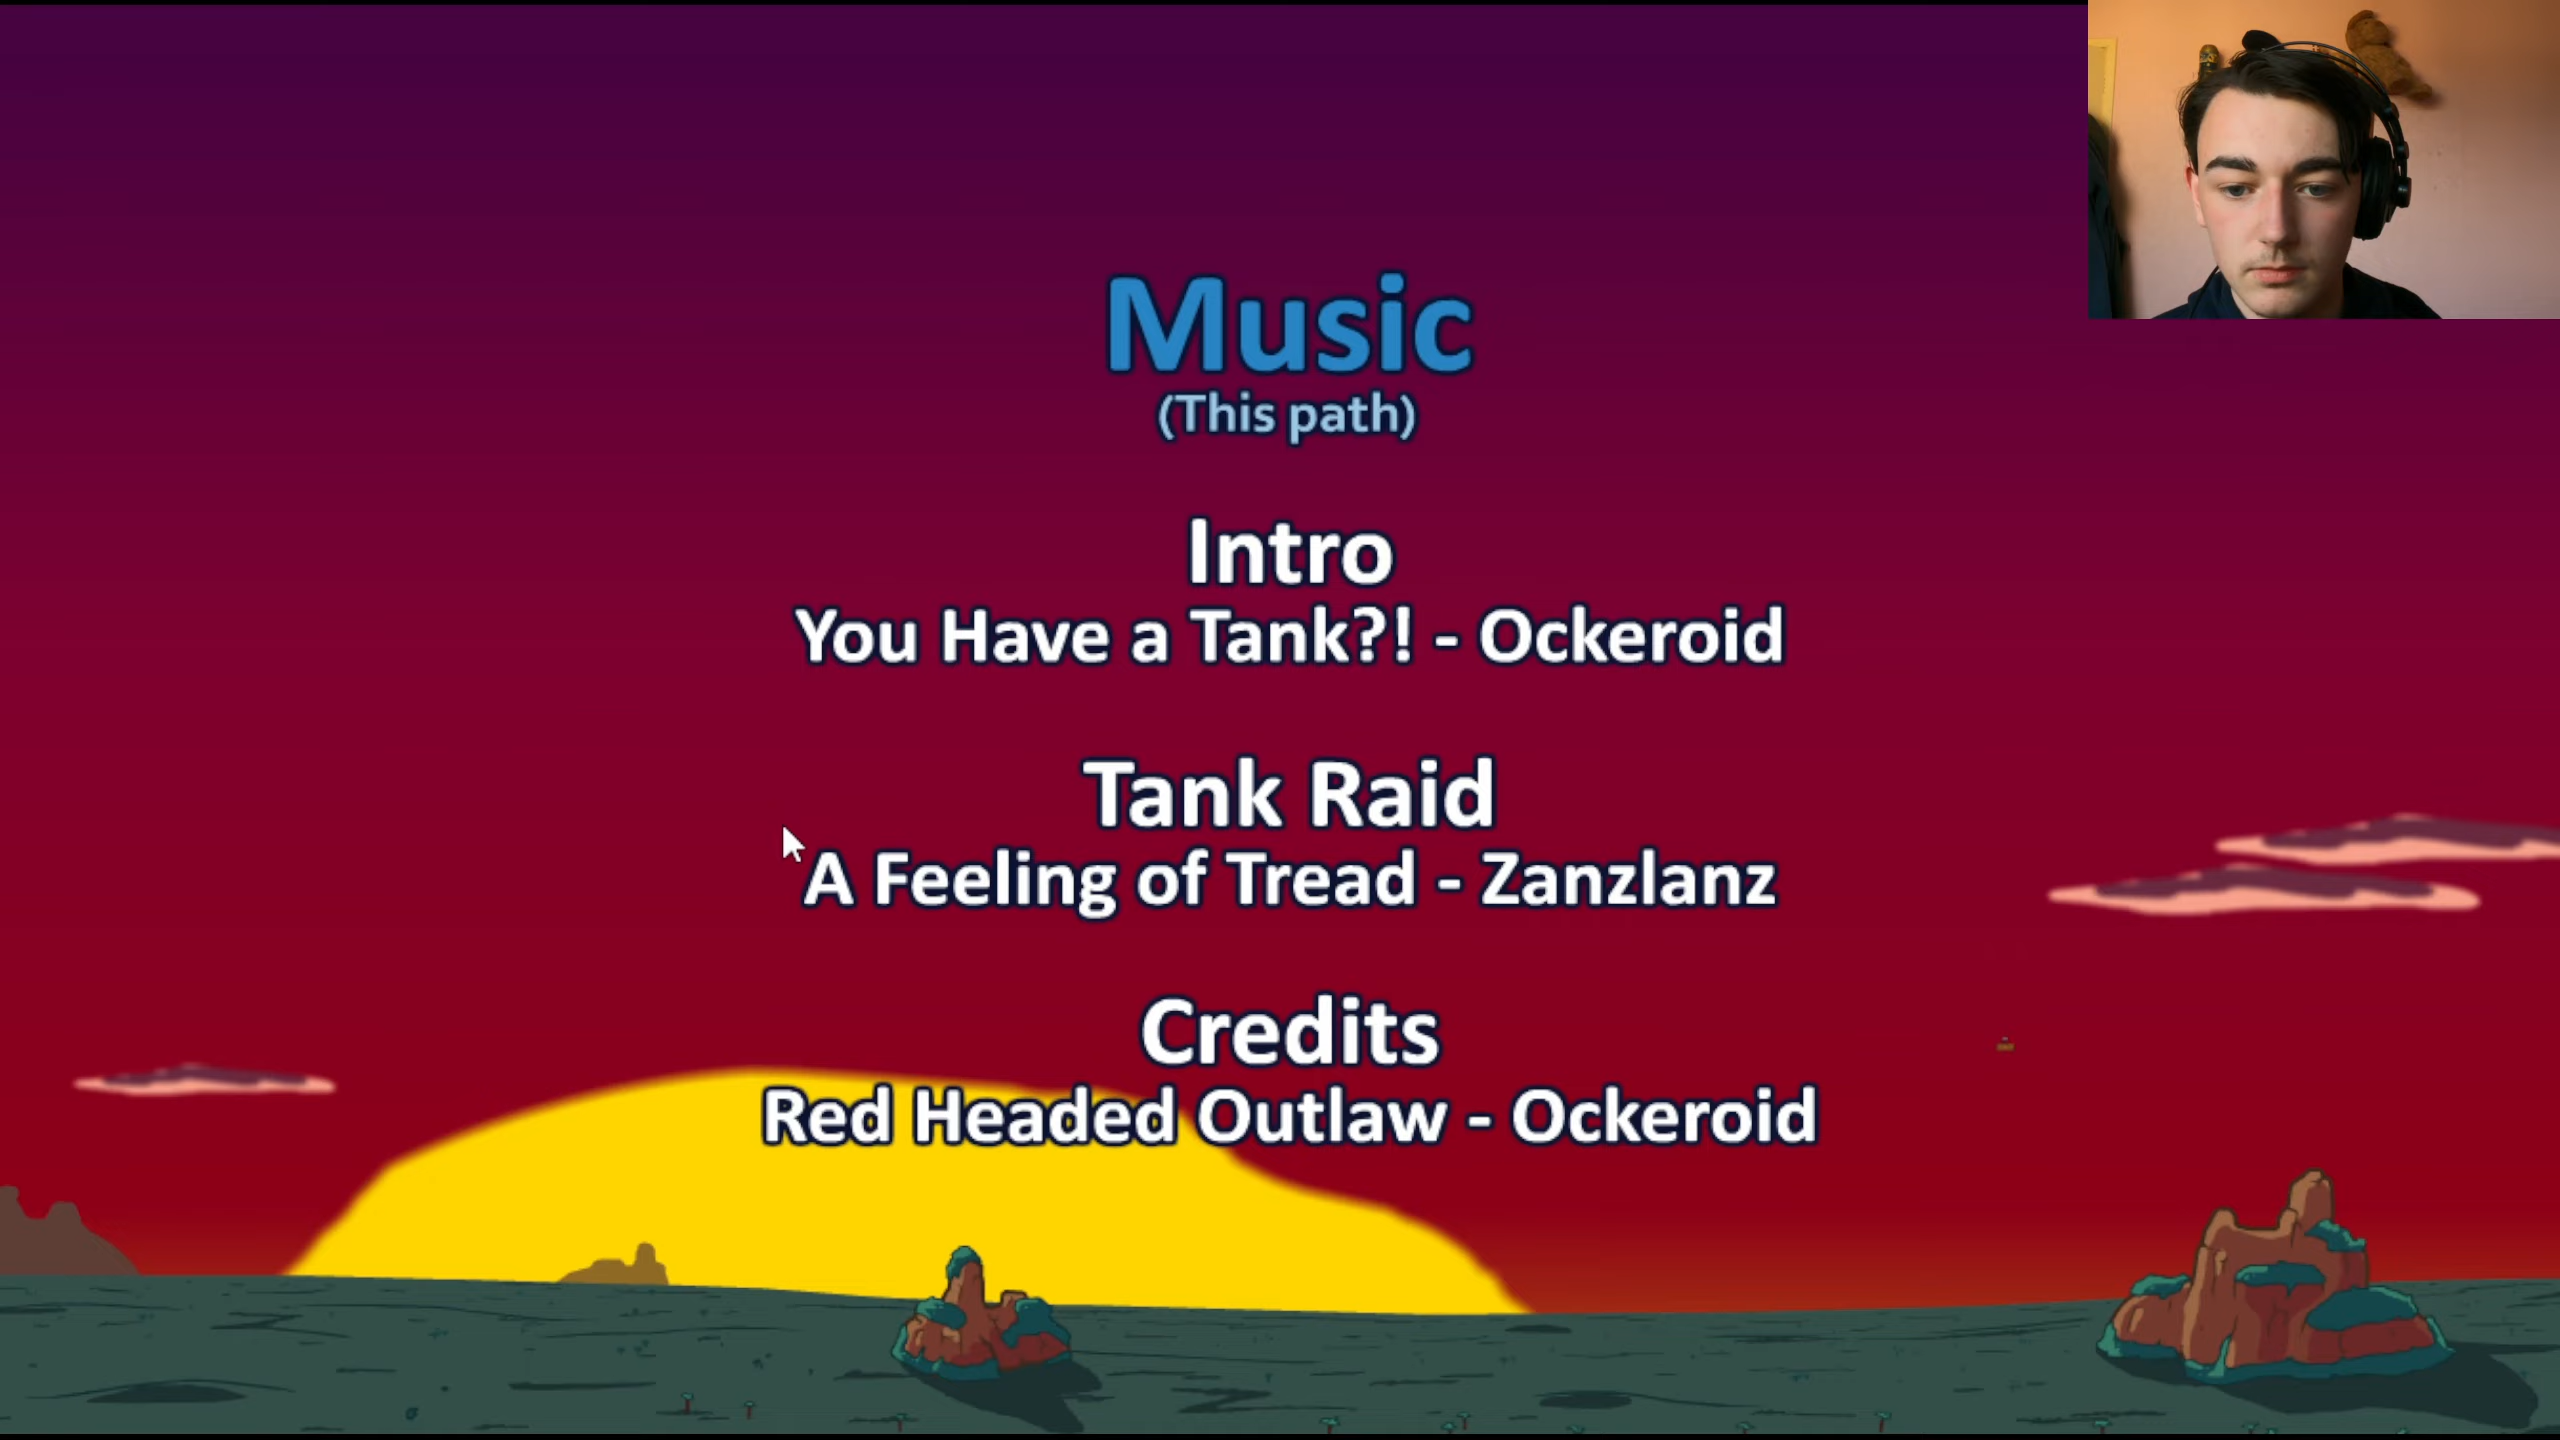 Music
(This path)
Intro
You Have a Tank?! - Ockeroid
Tank Raid
A Feeling of Tread - Zanzlanz
Credits
Red Headed Outlaw - Ockeroid